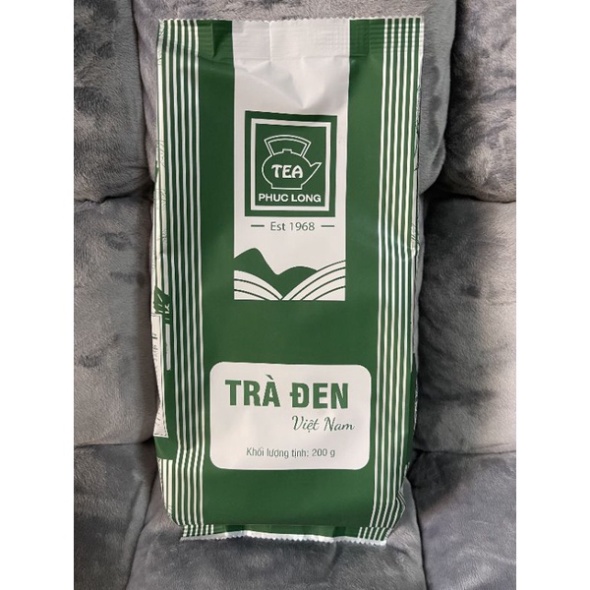 TEA
PHUC LONG
Est 1968
TRÀ ĐEN
Việt Nam
Khối lượng tịnh: 200 g